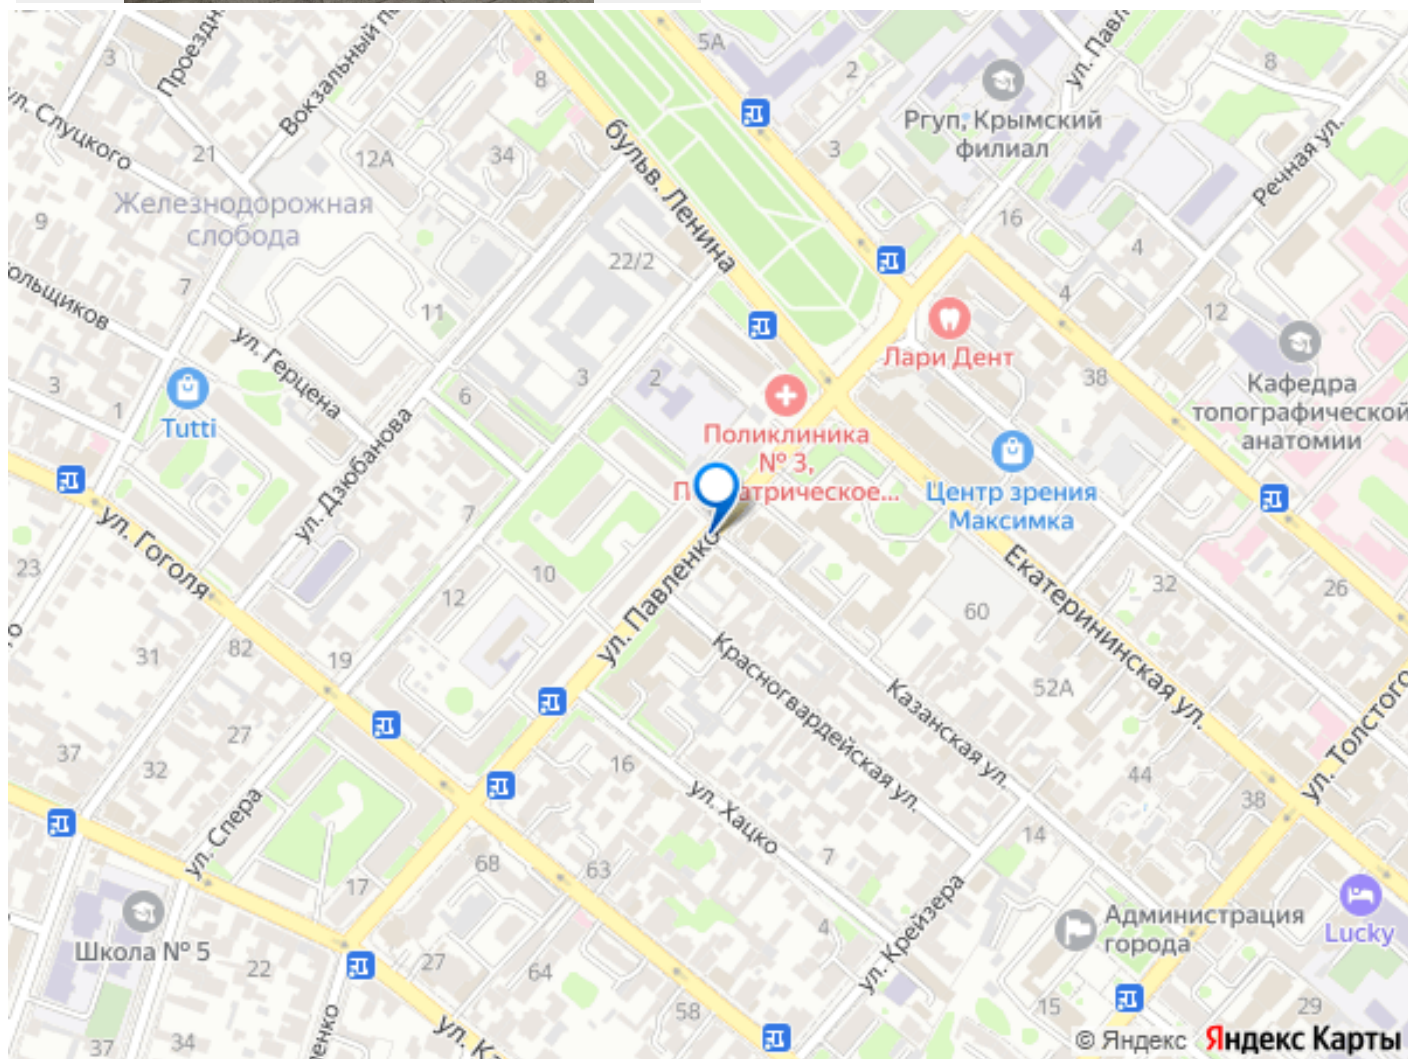 5А
3
Проездн
Вокзальный п
8
2
ул. Павл
8
ул. Слуцкого
Ргуп, Крымский
филиал
Речная ул.
21
12А
34
бульв. Ленина
3
Железнодорожная
слобода
9
16
4
22/2
7
ольщиков
11
4
12
Лари Дент
ул. Герцена
3
2
38
Кафедра
топографической
анатомии
3
1
6
Tutti
ул. Дзюбанова
Поликлиника
№ 3,
П
атрическое...
Центр зрения
Максимка
ул. Гоголя
7
23
10
ул. Павленко
Екатерининская ул.
32
26
12
60
31
82
19
Красногвардейская ул.
Казанская ул.
52А
ул. Толстого
37
27
32
16
44
38
ул. Спера
ул. Хацко
14
7
68
63
17
ул. Крейзера
4
Администрация
города
Lucky
Школа № 5
22
27
64
58
15
29
34
37
ленко
ул. Ка
© Яндекс Яндекс Карты